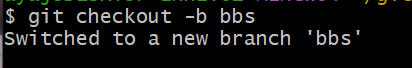 $ git checkout -b bbs
Switched to a new branch 'bbs'